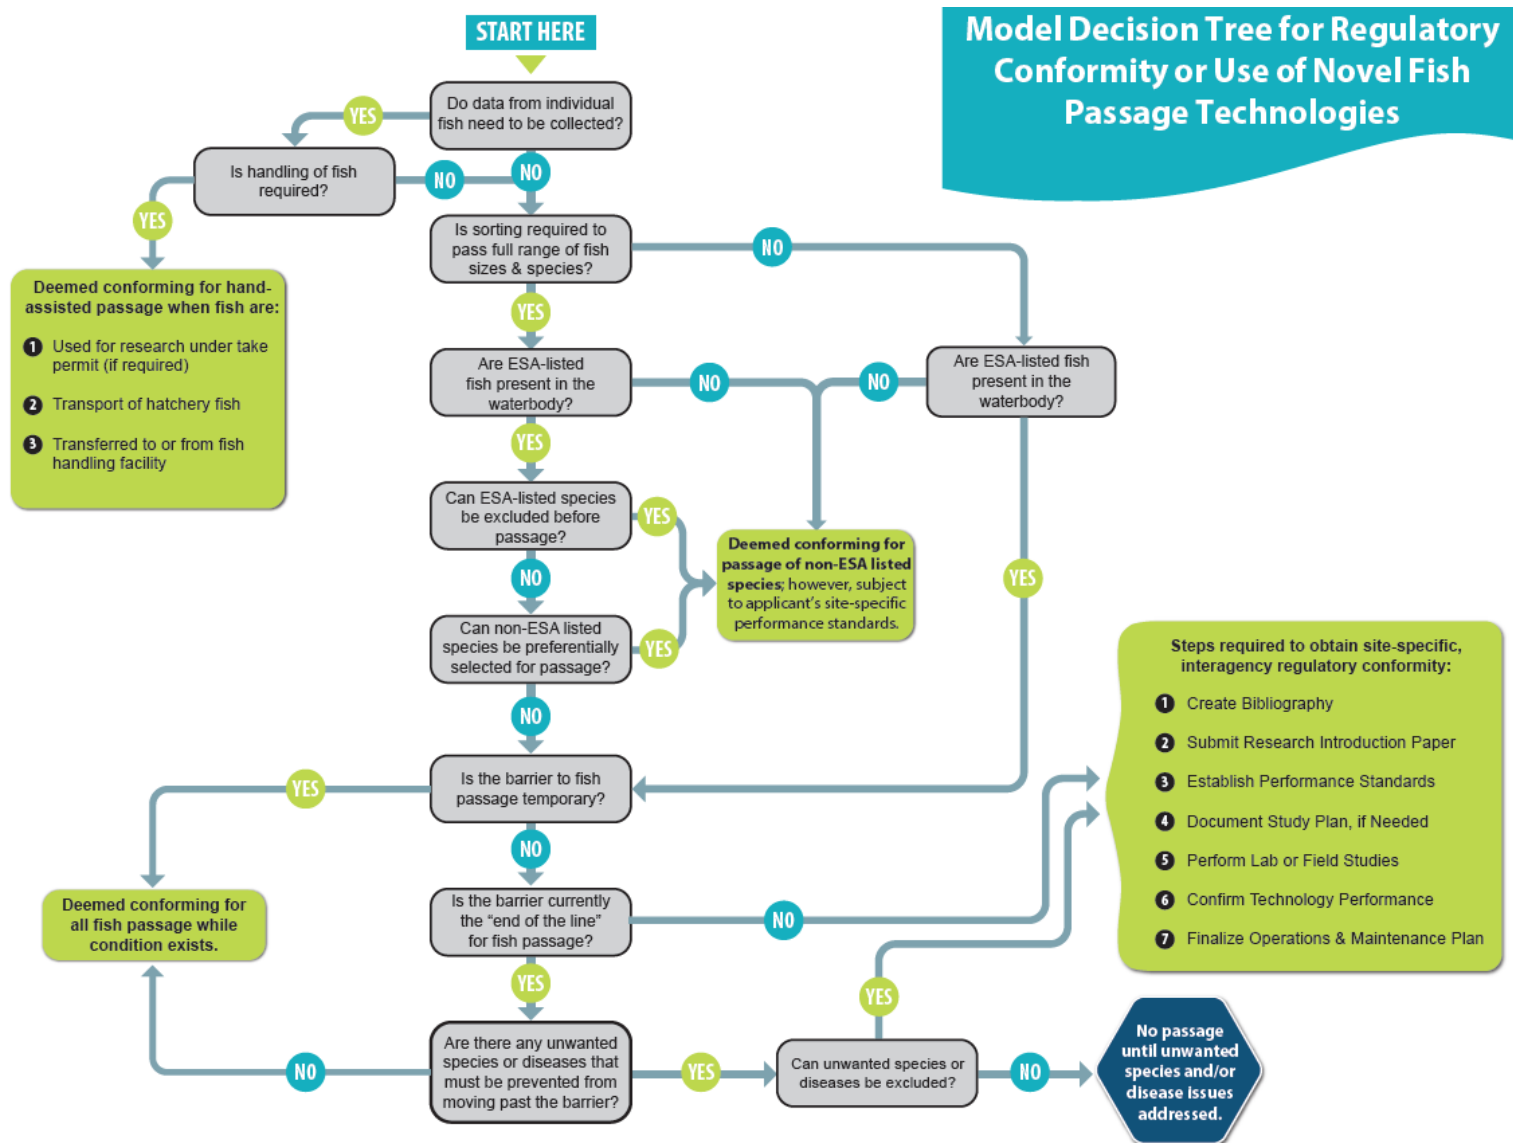 START HERE
Model Decision Tree for Regulatory
Conformity or Use of Novel Fish
Passage Technologies
Do data from individual
fish need to be collected?
YES
NO
Is handling of fish
required?
NO
YES
Is sorting required to
pass full range of fish
sizes & species?
NO
YES
Deemed conforming for hand-
assisted passage when fish are:
1 Used for research under take
permit (if required)
2 Transport of hatchery fish
3 Transferred to or from fish
handling facility
Are ESA-listed
fish present in the
waterbody?
NO
NO
Are ESA-listed fish
present in the
waterbody?
YES
YES
Can ESA-listed species
be excluded before
passage?
YES
NO
Deemed conforming for
passage of non-ESA listed
species; however, subject
to applicant's site-specific
performance standards.
Can non-ESA listed
species be preferentially
selected for passage?
YES
NO
Is the barrier to fish
passage temporary?
YES
NO
Steps required to obtain site-specific,
interagency regulatory conformity:
1 Create Bibliography
2 Submit Research Introduction Paper
3 Establish Performance Standards
4 Document Study Plan, if Needed
5 Perform Lab or Field Studies
6 Confirm Technology Performance
7 Finalize Operations & Maintenance Plan
Deemed conforming for
all fish passage while
condition exists.
Is the barrier currently
the “end of the line”
for fish passage?
NO
YES
Are there any unwanted
species or diseases that
must be prevented from
moving past the barrier?
NO
YES
Can unwanted species or
diseases be excluded?
YES
NO
No passage
until unwanted
species and/or
disease issues
addressed.